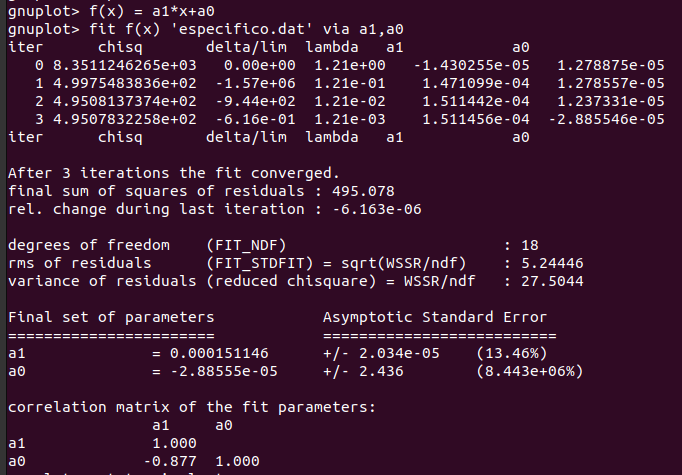 gnuplot> f(x) = a1*x+a0
gnuplot> fit f(x) 'especifico.dat' via a1,a0
iter      chisq       delta/lim  lambda   a1            a0
   0 8.3511246265e+03   0.00e+00  1.21e+00   -1.430255e-05   1.278875e-05
   1 4.9975483836e+02  -1.57e+06  1.21e-01    1.471099e-04   1.278557e-05
   2 4.9508137374e+02  -9.44e+02  1.21e-02    1.511442e-04   1.237331e-05
   3 4.9507832258e+02  -6.16e-01  1.21e-03    1.511456e-04  -2.885546e-05
iter      chisq       delta/lim  lambda   a1            a0
After 3 iterations the fit converged.
final sum of squares of residuals : 495.078
rel. change during last iteration : -6.163e-06
degrees of freedom    (FIT_NDF)                        : 18
rms of residuals      (FIT_STDFIT) = sqrt(WSSR/ndf)    : 5.24446
variance of residuals (reduced chisquare) = WSSR/ndf   : 27.5044
Final set of parameters            Asymptotic Standard Error
=======================            ==========================
a1              = 0.000151146      +/- 2.034e-05    (13.46%)
a0              = -2.88555e-05     +/- 2.436        (8.443e+06%)
correlation matrix of the fit parameters:
                a1     a0
a1              1.000
a0             -0.877  1.000